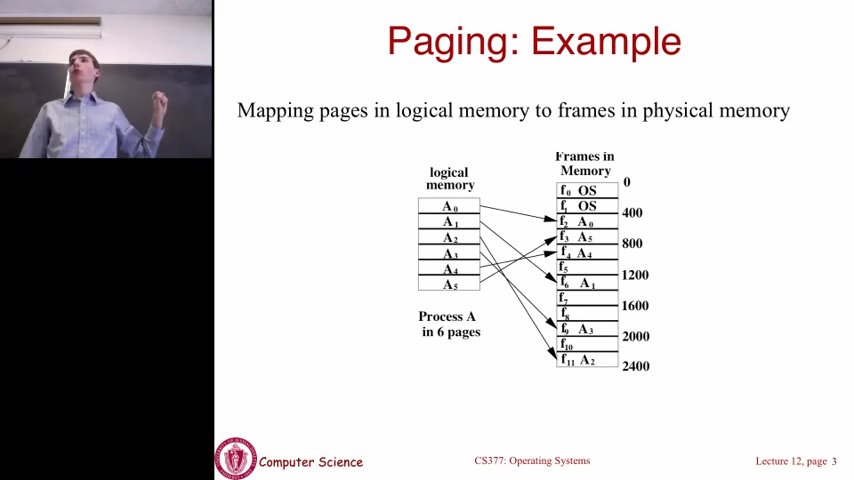 Paging: Example
Mapping pages in logical memory to frames in physical memory
logical
memory
A0
A1
A2
A3
A4
A5
Process A
in 6 pages
Frames in
Memory
f0 OS
f1 OS
f2 A0
f3 A5
f4 A4
f5
f6 A1
f7
f8
f9 A3
f10
f11 A2
0
400
800
1200
1600
2000
2400
Computer Science
CS377: Operating Systems
Lecture 12, page 3